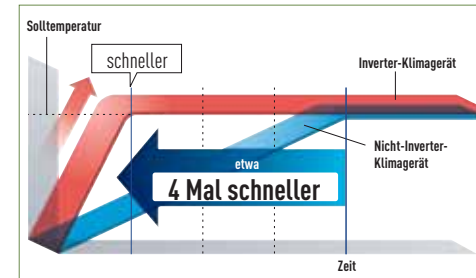 Solltemperatur
schneller
Inverter-Klimagerät
Nicht-Inverter-
Klimagerät
etwa
4 Mal schneller
Zeit